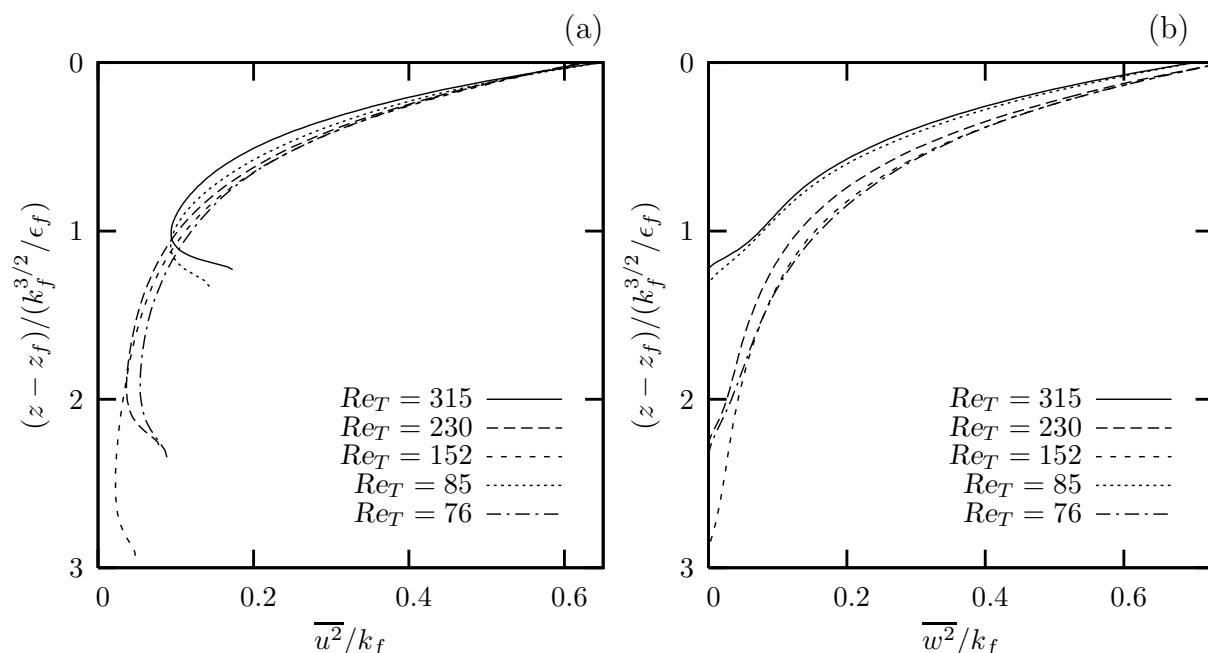 (a)
0
1
2
3
(z − z_f)/(k_f^{3/2}/ϵ_f)
Re_T = 315
Re_T = 230
Re_T = 152
Re_T = 85
Re_T = 76
0
0.2
0.4
0.6
\overline{u^2}/k_f
(b)
0
1
2
3
(z − z_f)/(k_f^{3/2}/ϵ_f)
Re_T = 315
Re_T = 230
Re_T = 152
Re_T = 85
Re_T = 76
0
0.2
0.4
0.6
\overline{w^2}/k_f